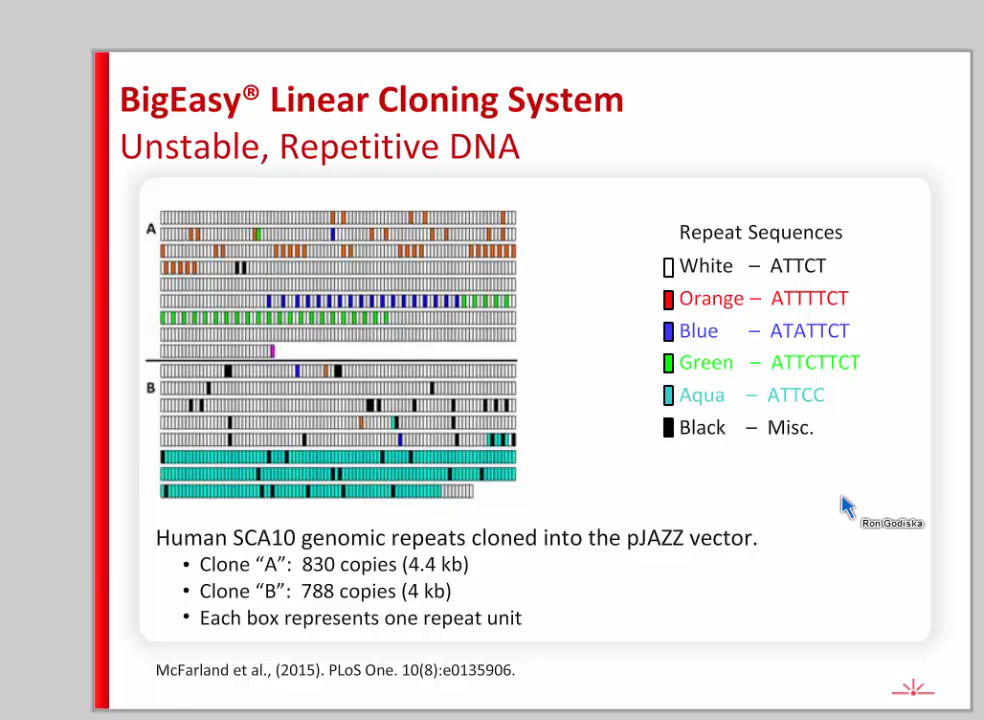 BigEasy® Linear Cloning System
Unstable, Repetitive DNA
A
B
Repeat Sequences
White – ATTCT
Orange – ATTTTCT
Blue – ATATTCT
Green – ATTCTTCT
Aqua – ATTCC
Black – Misc.
Ron Godiska
Human SCA10 genomic repeats cloned into the pJAZZ vector.
• Clone “A”: 830 copies (4.4 kb)
• Clone “B”: 788 copies (4 kb)
• Each box represents one repeat unit
McFarland et al., (2015). PLoS One. 10(8):e0135906.